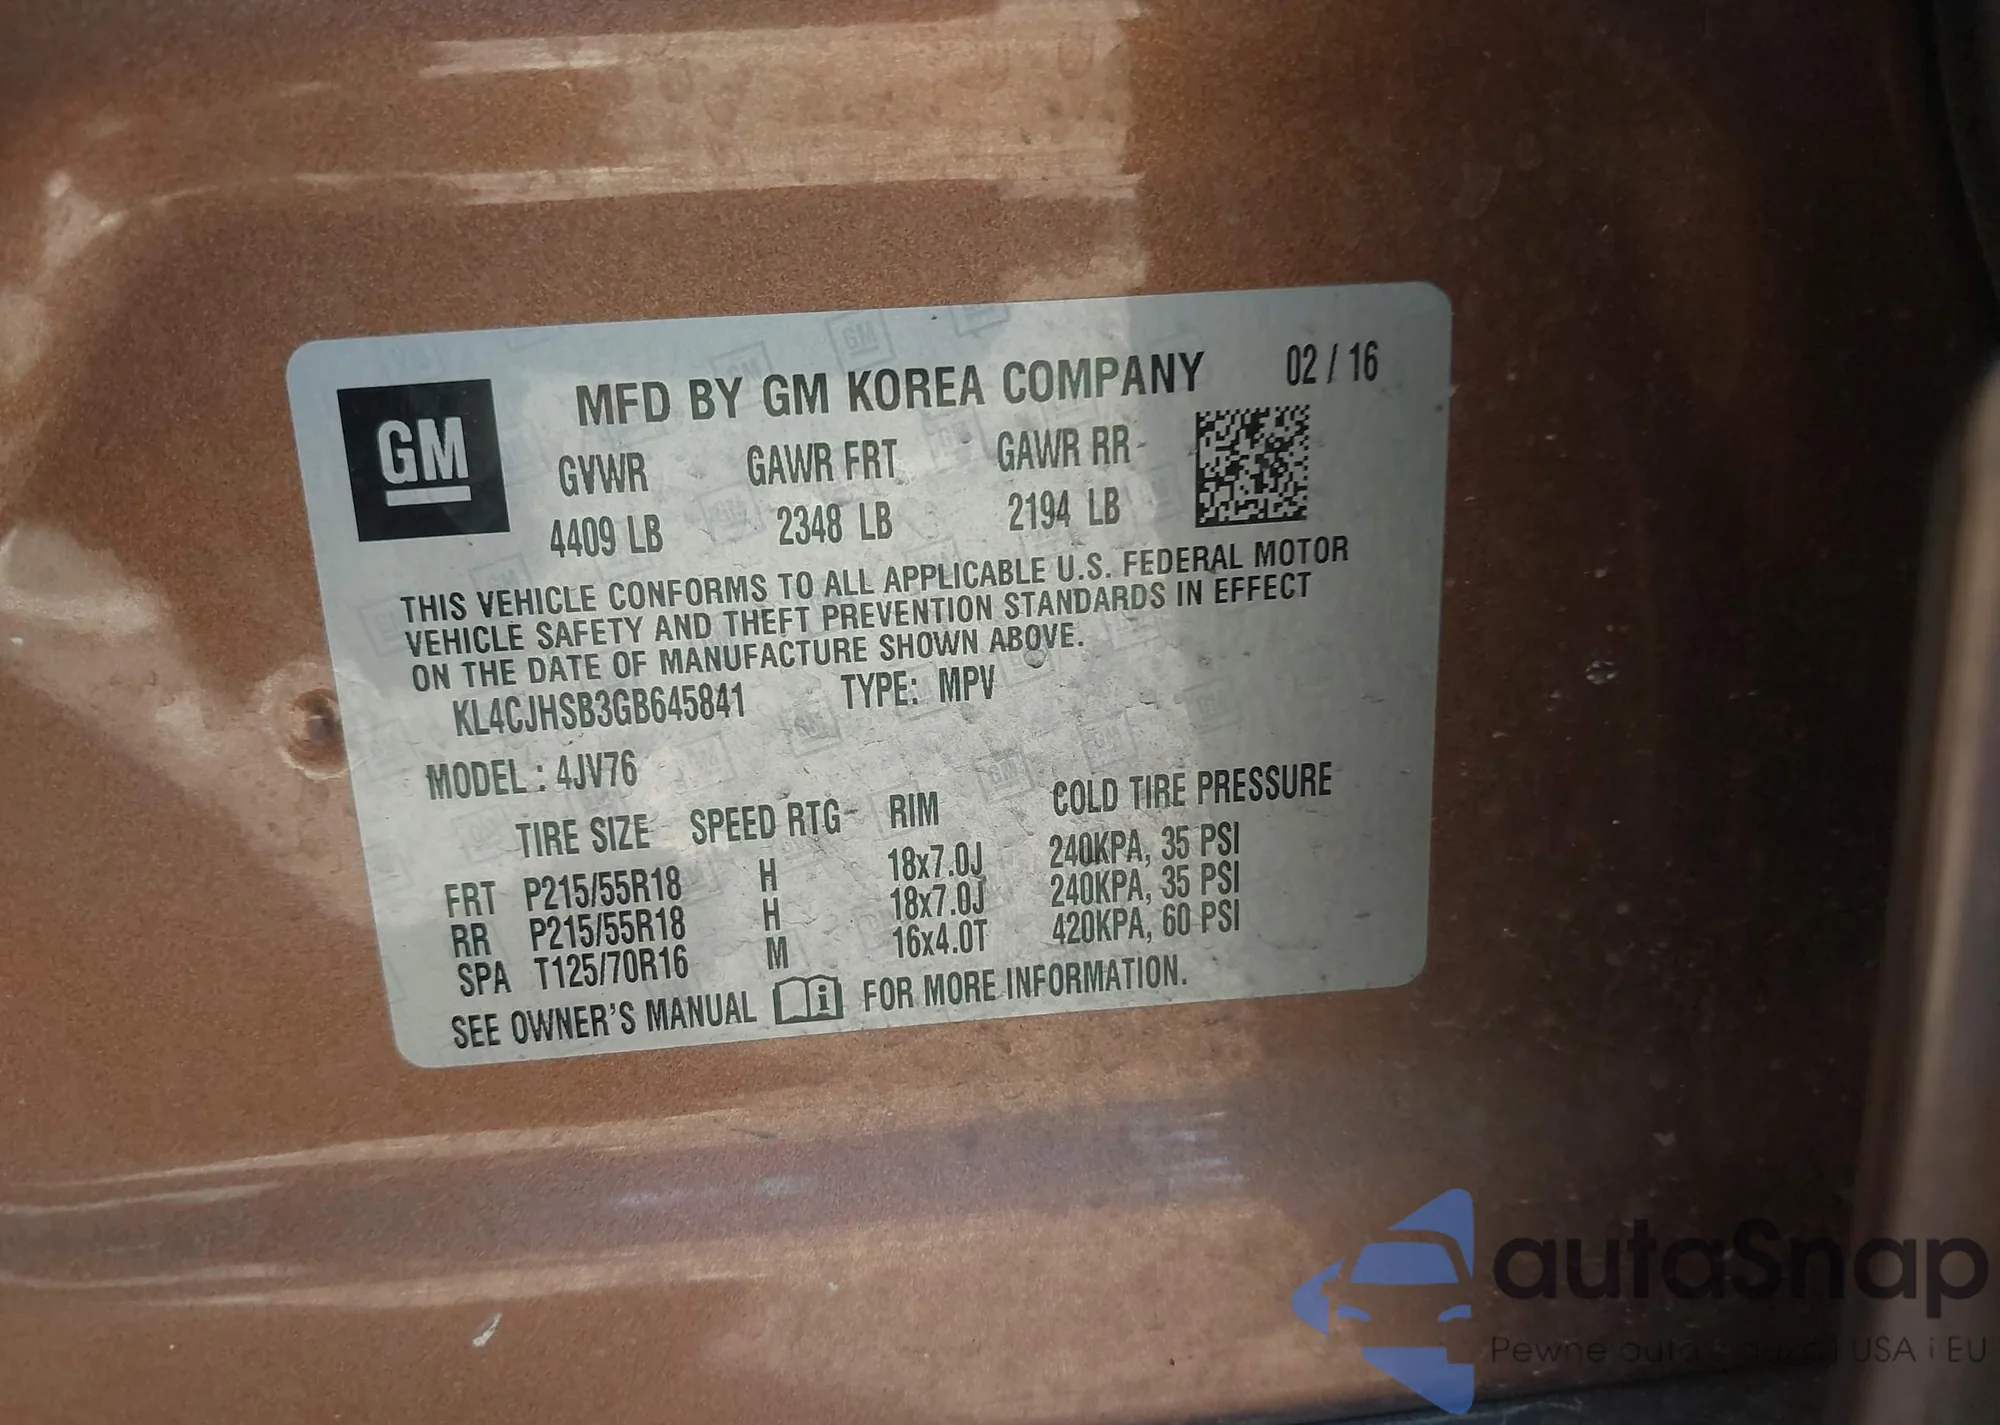 GM
MFD BY GM KOREA COMPANY 02 / 16
GVWR GAWR FRT GAWR RR
4409 LB 2348 LB 2194 LB
THIS VEHICLE CONFORMS TO ALL APPLICABLE U.S. FEDERAL MOTOR
VEHICLE SAFETY AND THEFT PREVENTION STANDARDS IN EFFECT
ON THE DATE OF MANUFACTURE SHOWN ABOVE.
KL4CJHSB3GB645841 TYPE: MPV
MODEL : 4JV76
TIRE SIZE SPEED RTG RIM COLD TIRE PRESSURE
FRT P215/55R18 H 18x7.0J 240KPA, 35 PSI
RR P215/55R18 H 18x7.0J 240KPA, 35 PSI
SPA T125/70R16 M 16x4.0T 420KPA, 60 PSI
SEE OWNER'S MANUAL FOR MORE INFORMATION.
autaSnap
Pewne auta USA i EU